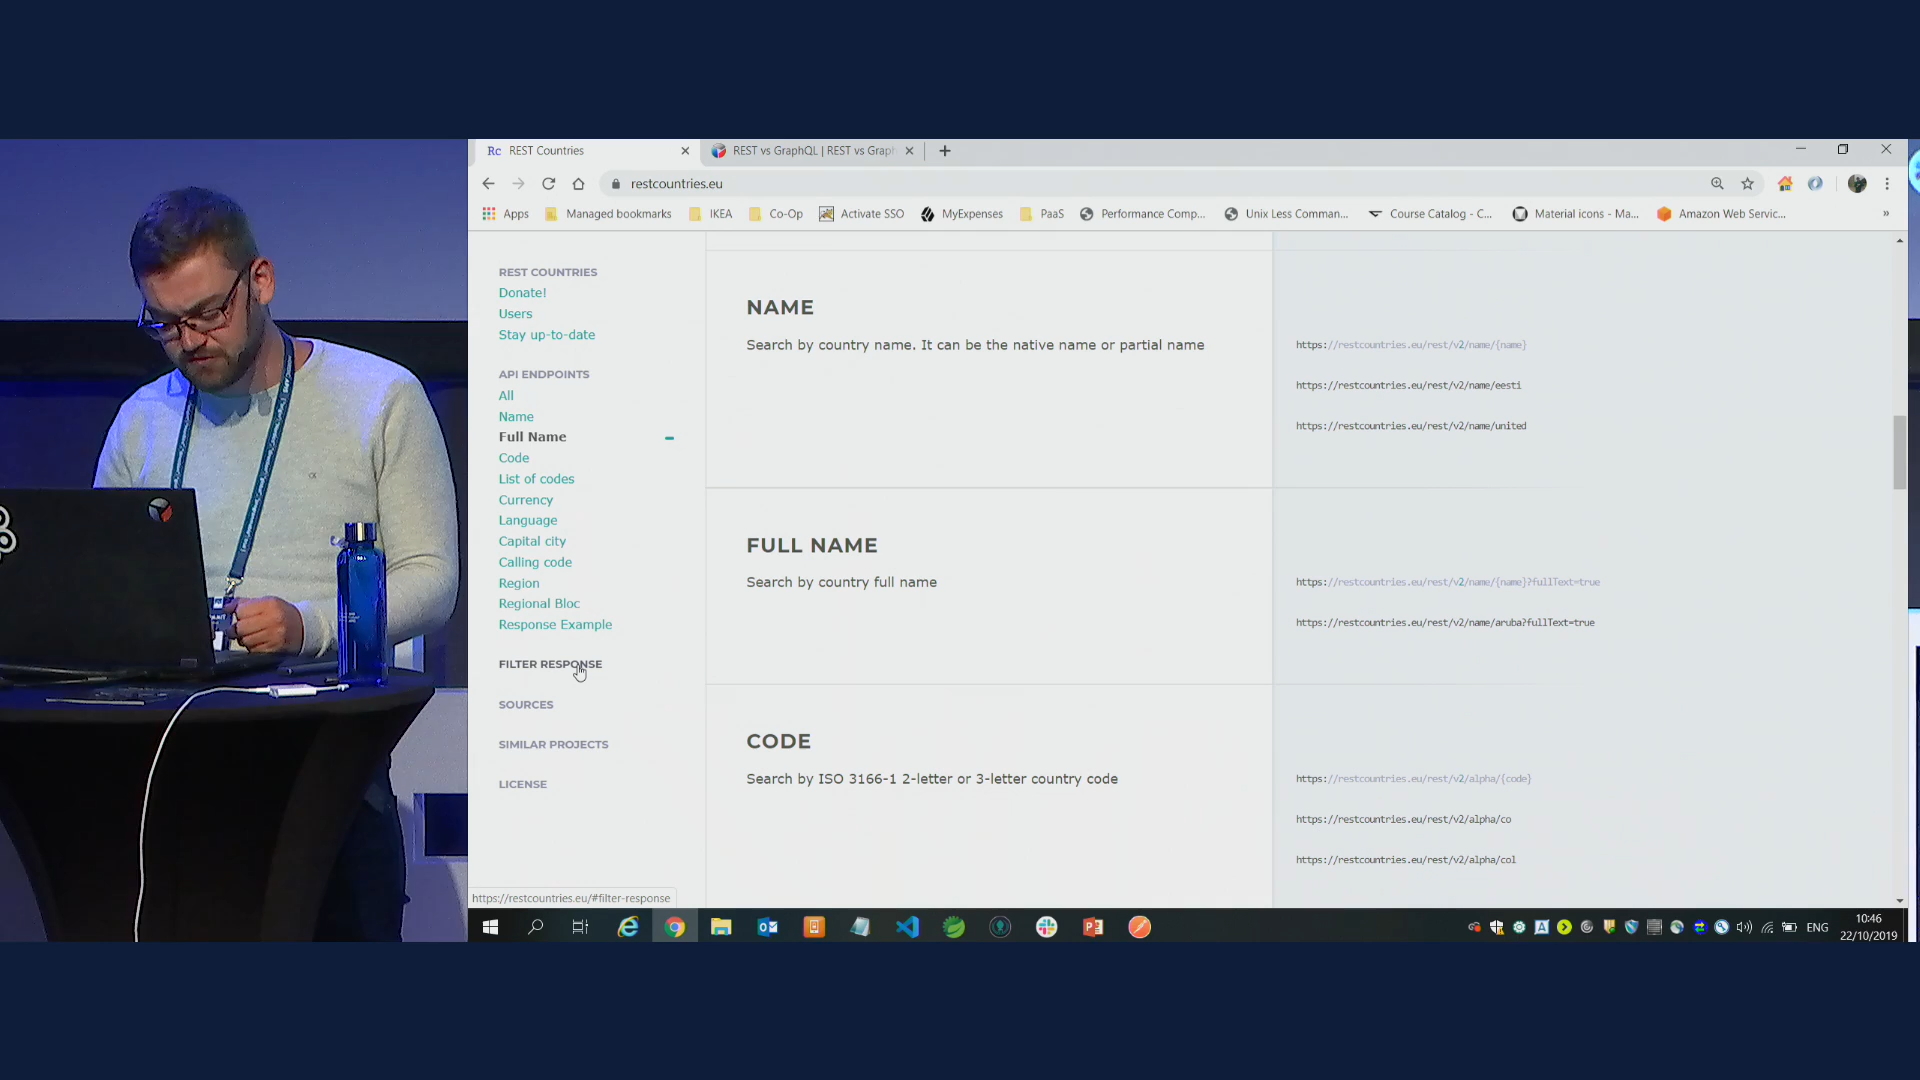 Rc REST Countries
REST vs GraphQL | REST vs Grap
restcountries.eu
Apps
Managed bookmarks
IKEA
Co-Op
Activate SSO
MyExpenses
PaaS
Performance Comp...
Unix Less Comman...
Course Catalog - C...
Material icons - Ma...
Amazon Web Servic...
»
REST COUNTRIES
Donate!
Users
Stay up-to-date
API ENDPOINTS
All
Name
Full Name
Code
List of codes
Currency
Language
Capital city
Calling code
Region
Regional Bloc
Response Example
FILTER RESPONSE
SOURCES
SIMILAR PROJECTS
LICENSE
NAME
Search by country name. It can be the native name or partial name
https://restcountries.eu/rest/v2/name/{name}
https://restcountries.eu/rest/v2/name/eesti
https://restcountries.eu/rest/v2/name/united
FULL NAME
Search by country full name
https://restcountries.eu/rest/v2/name/{name}?fullText=true
https://restcountries.eu/rest/v2/name/aruba?fullText=true
CODE
Search by ISO 3166-1 2-letter or 3-letter country code
https://restcountries.eu/rest/v2/alpha/{code}
https://restcountries.eu/rest/v2/alpha/co
https://restcountries.eu/rest/v2/alpha/col
https://restcountries.eu/#filter-response
ENG
10:46
22/10/2019